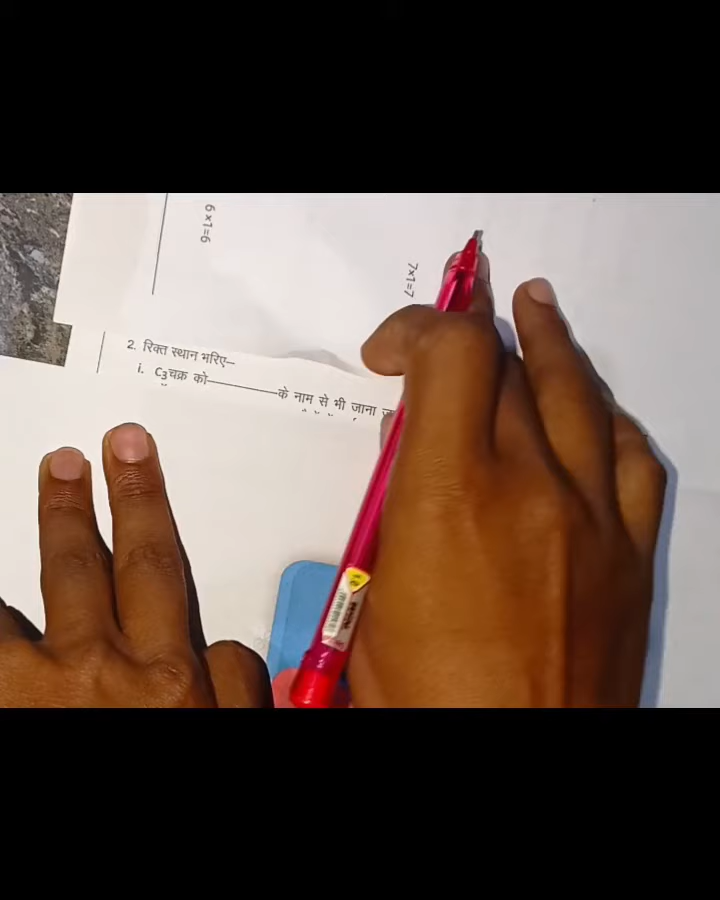 6×1=6
7×1=7
2. रिक्त स्थान भरिए–
i. C3चक्र को———के नाम से भी जाना